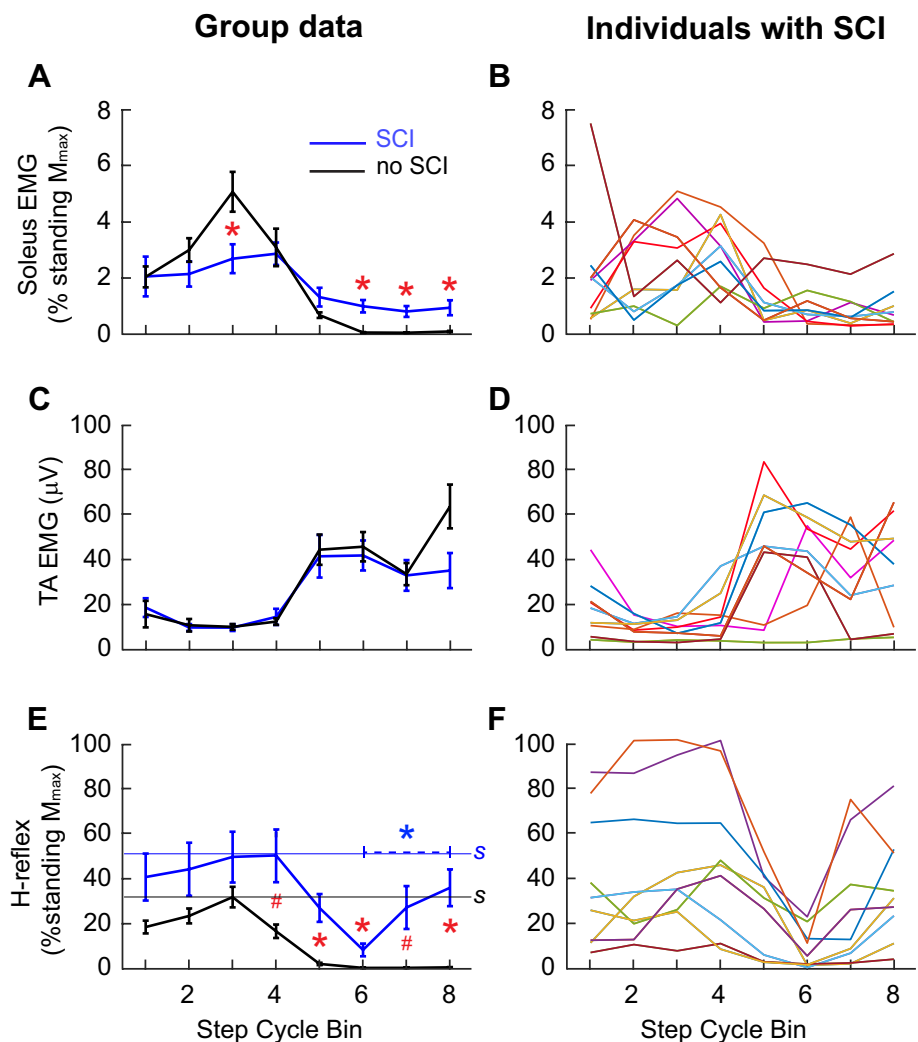 Group data
Individuals with SCI
A
B
8
6
4
2
0
Soleus EMG
(% standing Mmax)
SCI
no SCI
*
*
*
*
8
6
4
2
0
C
D
100
80
60
40
20
0
TA EMG (µV)
100
80
60
40
20
0
E
F
100
80
60
40
20
0
H-reflex
(%standing Mmax)
*
s
s
#
*
*
#
*
2
4
6
8
Step Cycle Bin
100
80
60
40
20
0
2
4
6
8
Step Cycle Bin